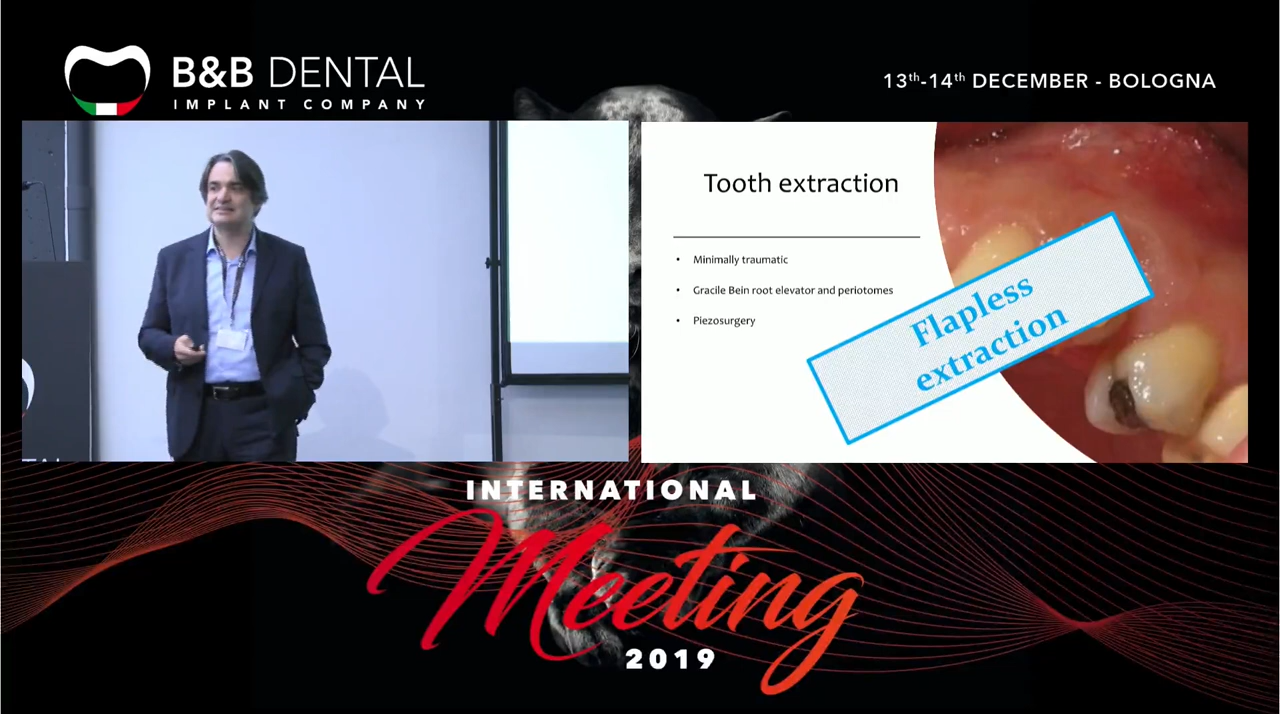 B&B DENTAL
IMPLANT COMPANY
13th-14th DECEMBER - BOLOGNA
Tooth extraction
• Minimally traumatic
• Gracile Bein root elevator and periotomes
• Piezosurgery
Flapless
extraction
INTERNATIONAL
Meeting
2019